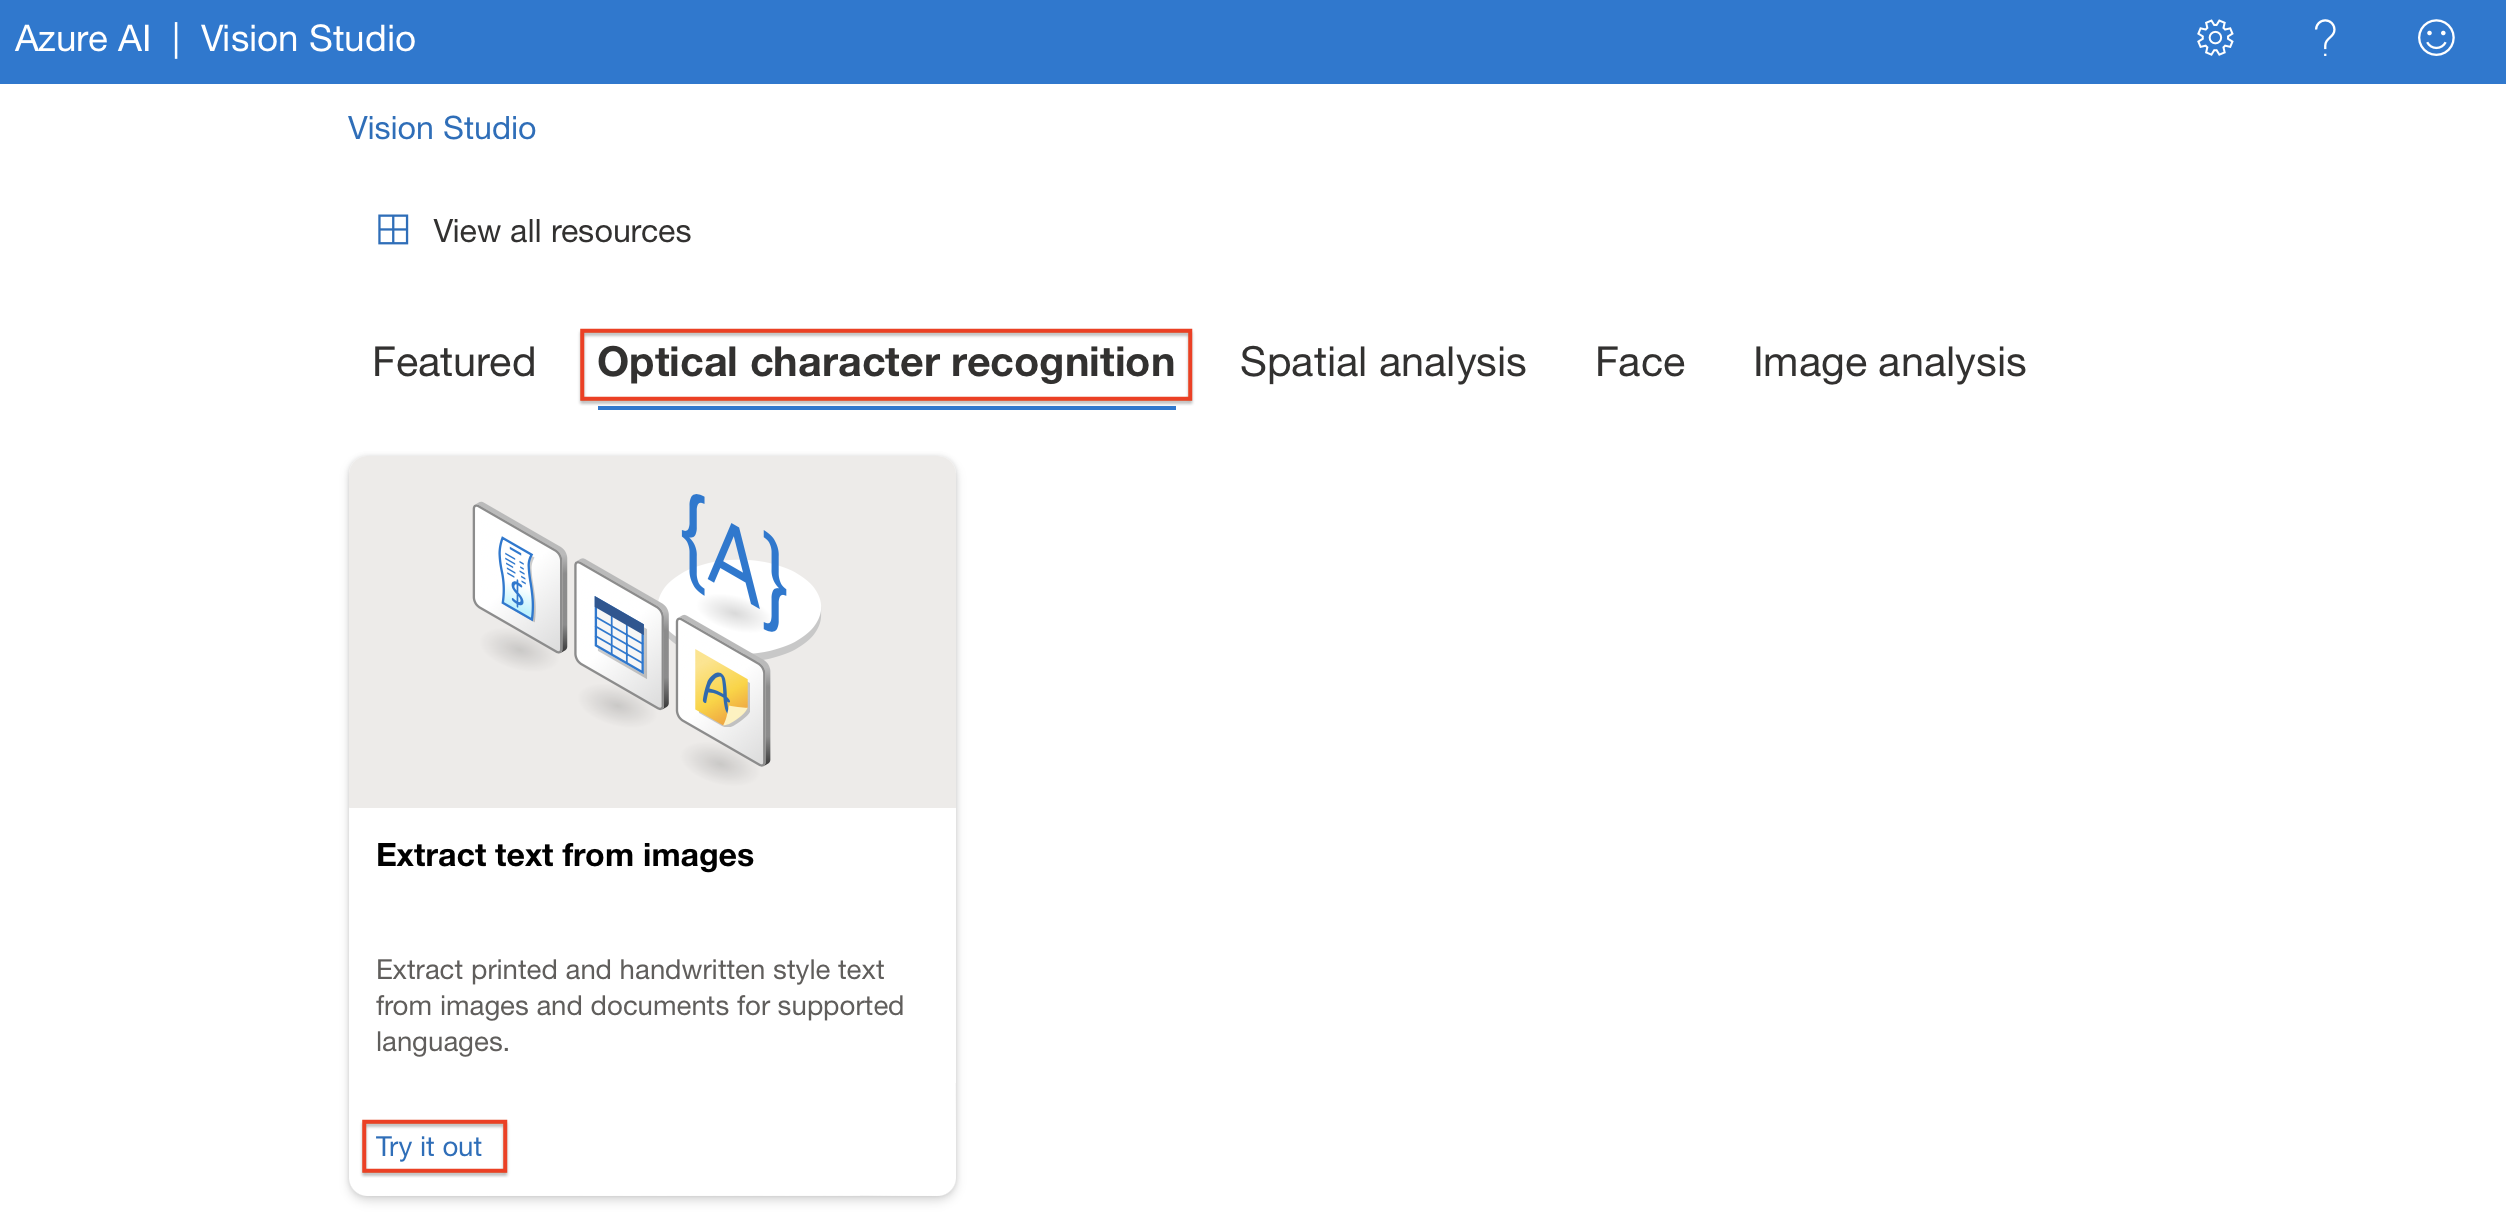 Azure AI | Vision Studio
Vision Studio
View all resources
Featured Optical character recognition Spatial analysis Face Image analysis
{A}
$
A
Extract text from images
Extract printed and handwritten style text
from images and documents for supported
languages.
Try it out